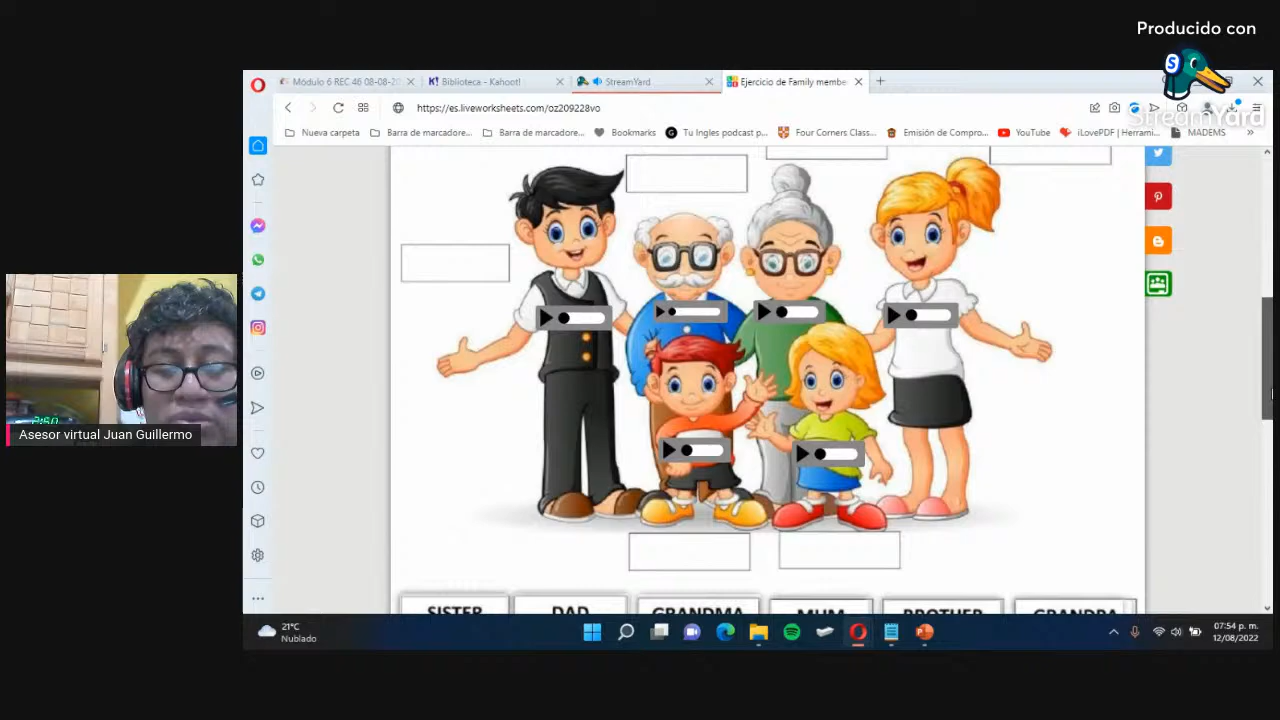 Producido con
StreamYard
Módulo 6 REC 46 08-08-20
Biblioteca - Kahoot!
StreamYard
Ejercicio de Family membe
https://es.liveworksheets.com/oz209228vo
Nueva carpeta
Barra de marcadore...
Barra de marcadore...
Bookmarks
Tu Ingles podcast p...
Four Corners Class...
Emisión de Compro...
YouTube
iLovePDF | Herrami...
MADEMS
2:60
Asesor virtual Juan Guillermo
SISTER
DAD
GRANDMA
MUM
BROTHER
GRANDPA
21°C
Nublado
07:54 p. m.
12/08/2022